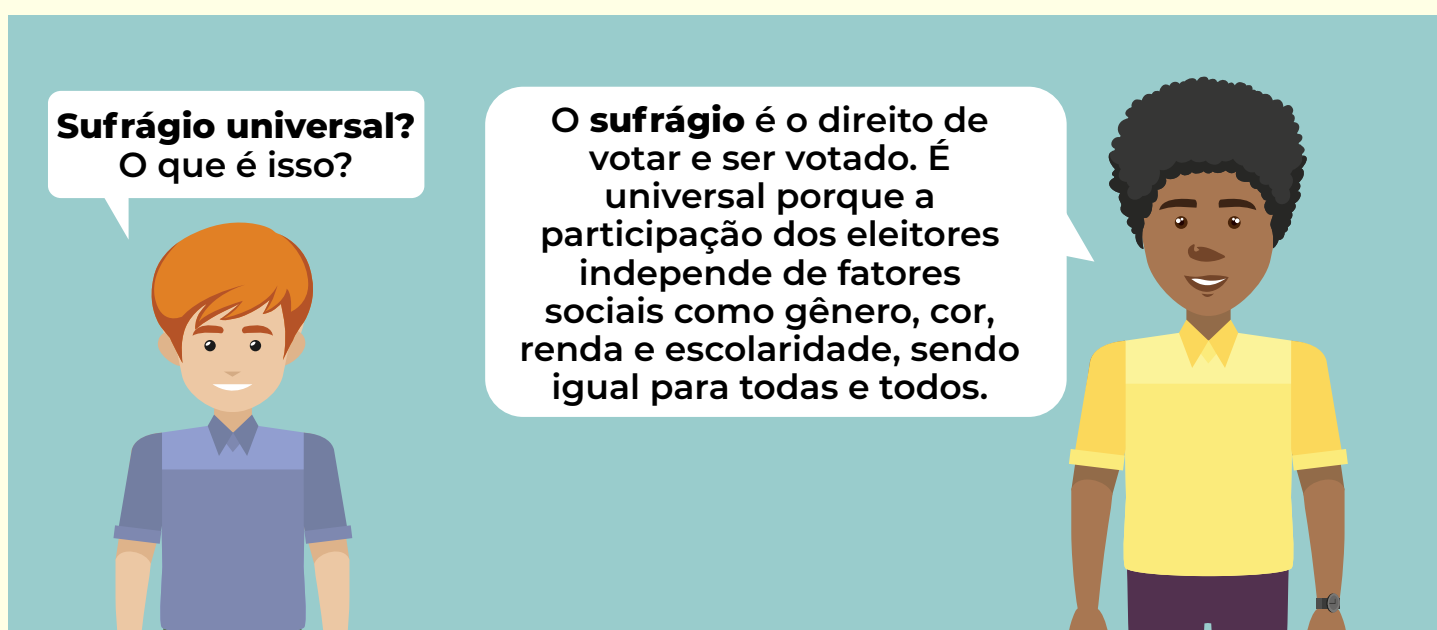 Sufrágio universal?
O que é isso?
O sufrágio é o direito de
votar e ser votado. É
universal porque a
participação dos eleitores
independe de fatores
sociais como gênero, cor,
renda e escolaridade, sendo
igual para todas e todos.